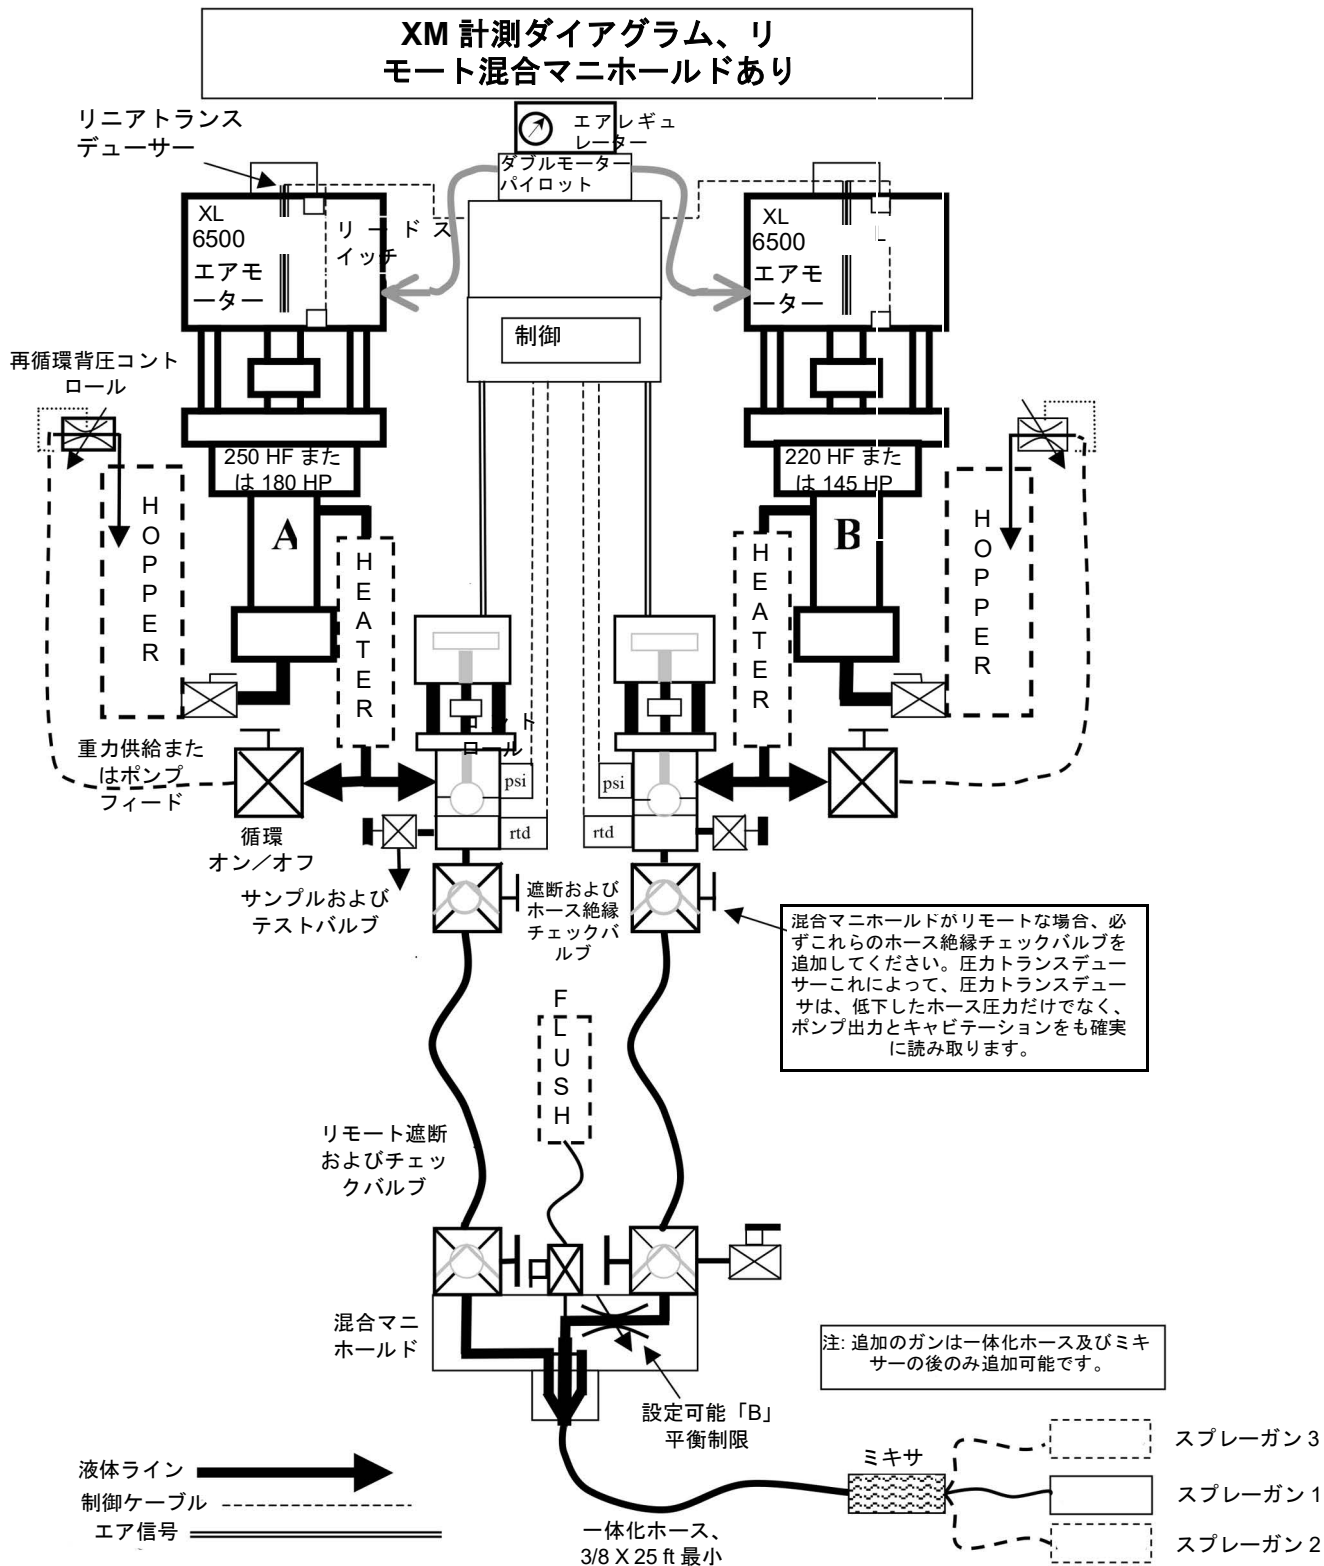 XM 計測ダイアグラム、リ
モート混合マニホールドあり
リニアトランス
デューサー
エアレギュ
レーター
ダブルモーター
パイロット
XL
6500
エアモ
ーター
リードス
イッチ
XL
6500
エアモ
ーター
制御
再循環背圧コント
ロール
250 HF また
は 180 HP
220 HF また
は 145 HP
A
B
HOPPER
HEATER
HEATER
HOPPER
コント
ロール
重力供給また
はポンプ
フィード
psi
psi
rtd
rtd
循環
オン/オフ
サンプルおよび
テストバルブ
遮断および
ホース絶縁
チェックバ
ルブ
混合マニホールドがリモートな場合、必
ずこれらのホース絶縁チェックバルブを
追加してください。圧力トランスデュー
サーこれによって、圧力トランスデュー
サは、低下したホース圧力だけでなく、
ポンプ出力とキャビテーションをも確実
に読み取ります。
FLUSH
リモート遮断
およびチェッ
クバルブ
混合マニ
ホールド
注: 追加のガンは一体化ホース及びミキ
サーの後のみ追加可能です。
設定可能「B」
平衡制限
液体ライン
制御ケーブル
エア信号
ミキサ
スプレーガン 3
スプレーガン 1
スプレーガン 2
一体化ホース、
3/8 X 25 ft 最小